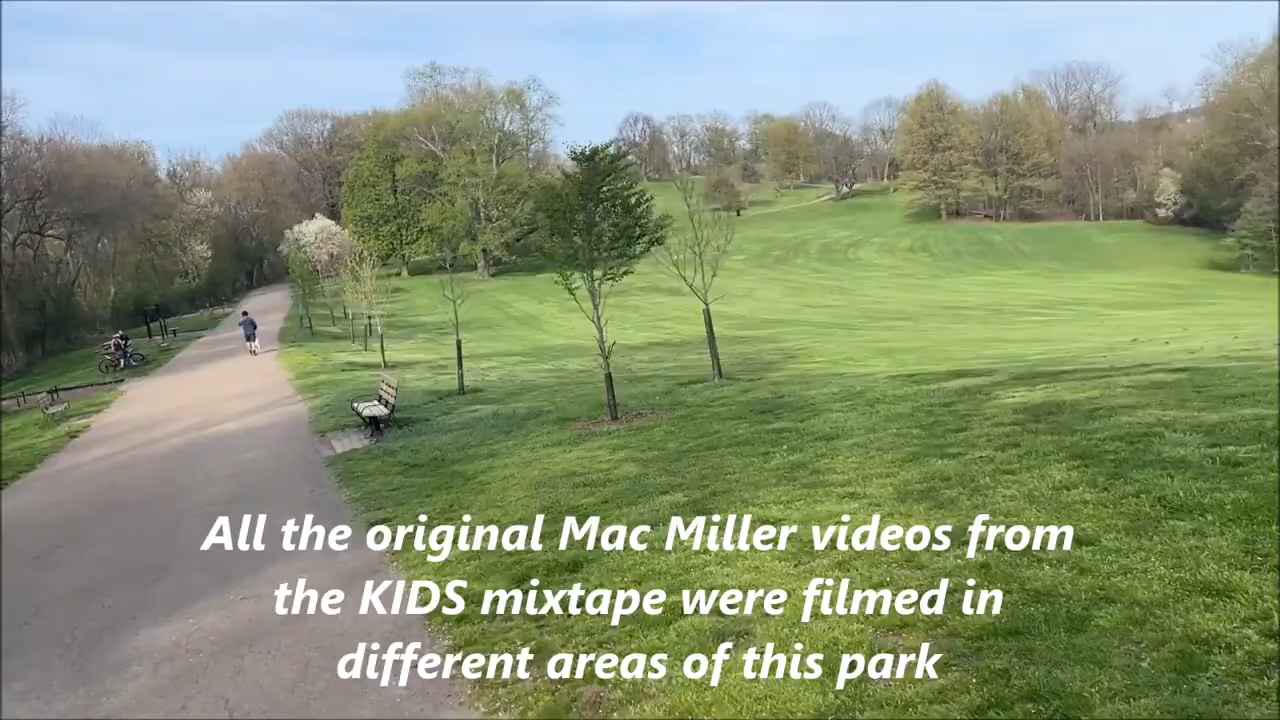 All the original Mac Miller videos from
the KIDS mixtape were filmed in
different areas of this park